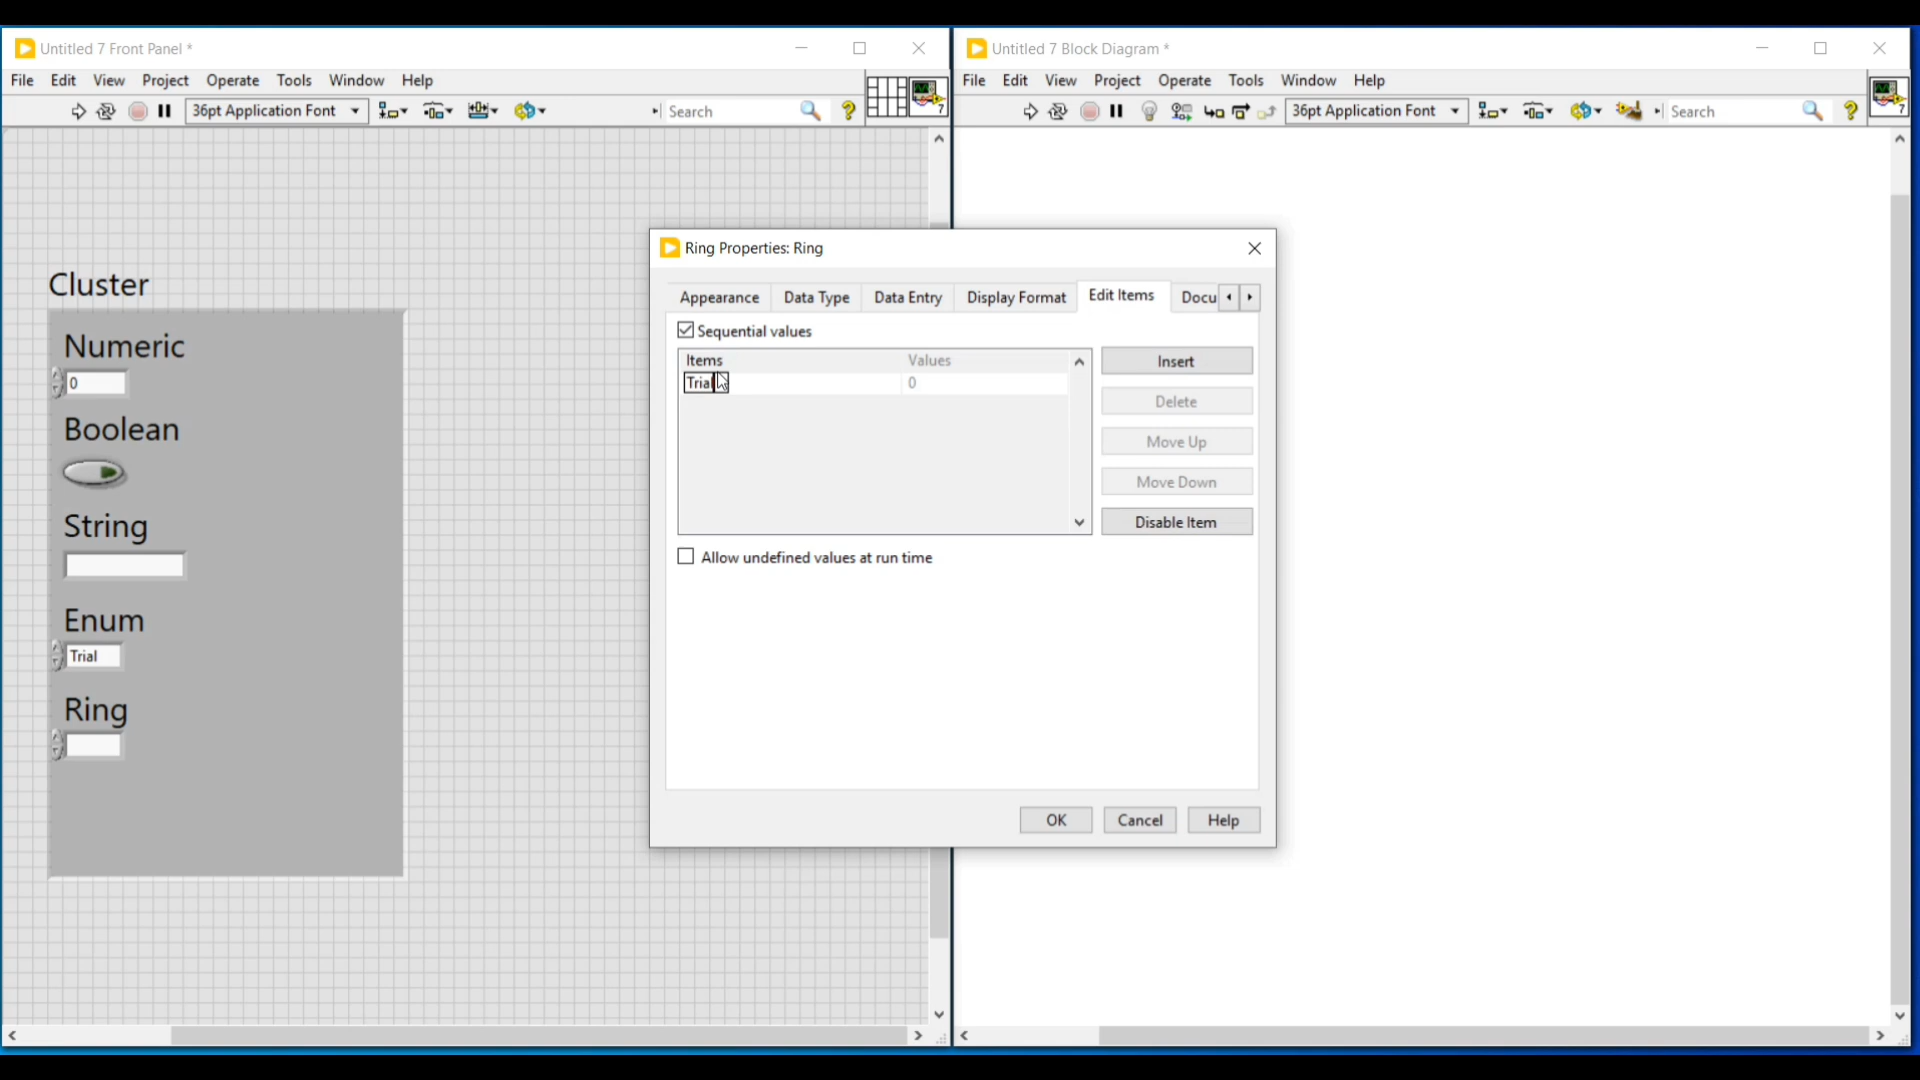 Untitled 7 Front Panel *
File Edit View Project Operate Tools Window Help
36pt Application Font
Search
7
Cluster
Numeric
0
Boolean
String
Enum
Trial
Ring
Untitled 7 Block Diagram *
File Edit View Project Operate Tools Window Help
36pt Application Font
Search
7
Ring Properties: Ring
Appearance Data Type Data Entry Display Format Edit Items Docu
Sequential values
Items Values
Trial 0
Insert
Delete
Move Up
Move Down
Disable Item
Allow undefined values at run time
OK Cancel Help